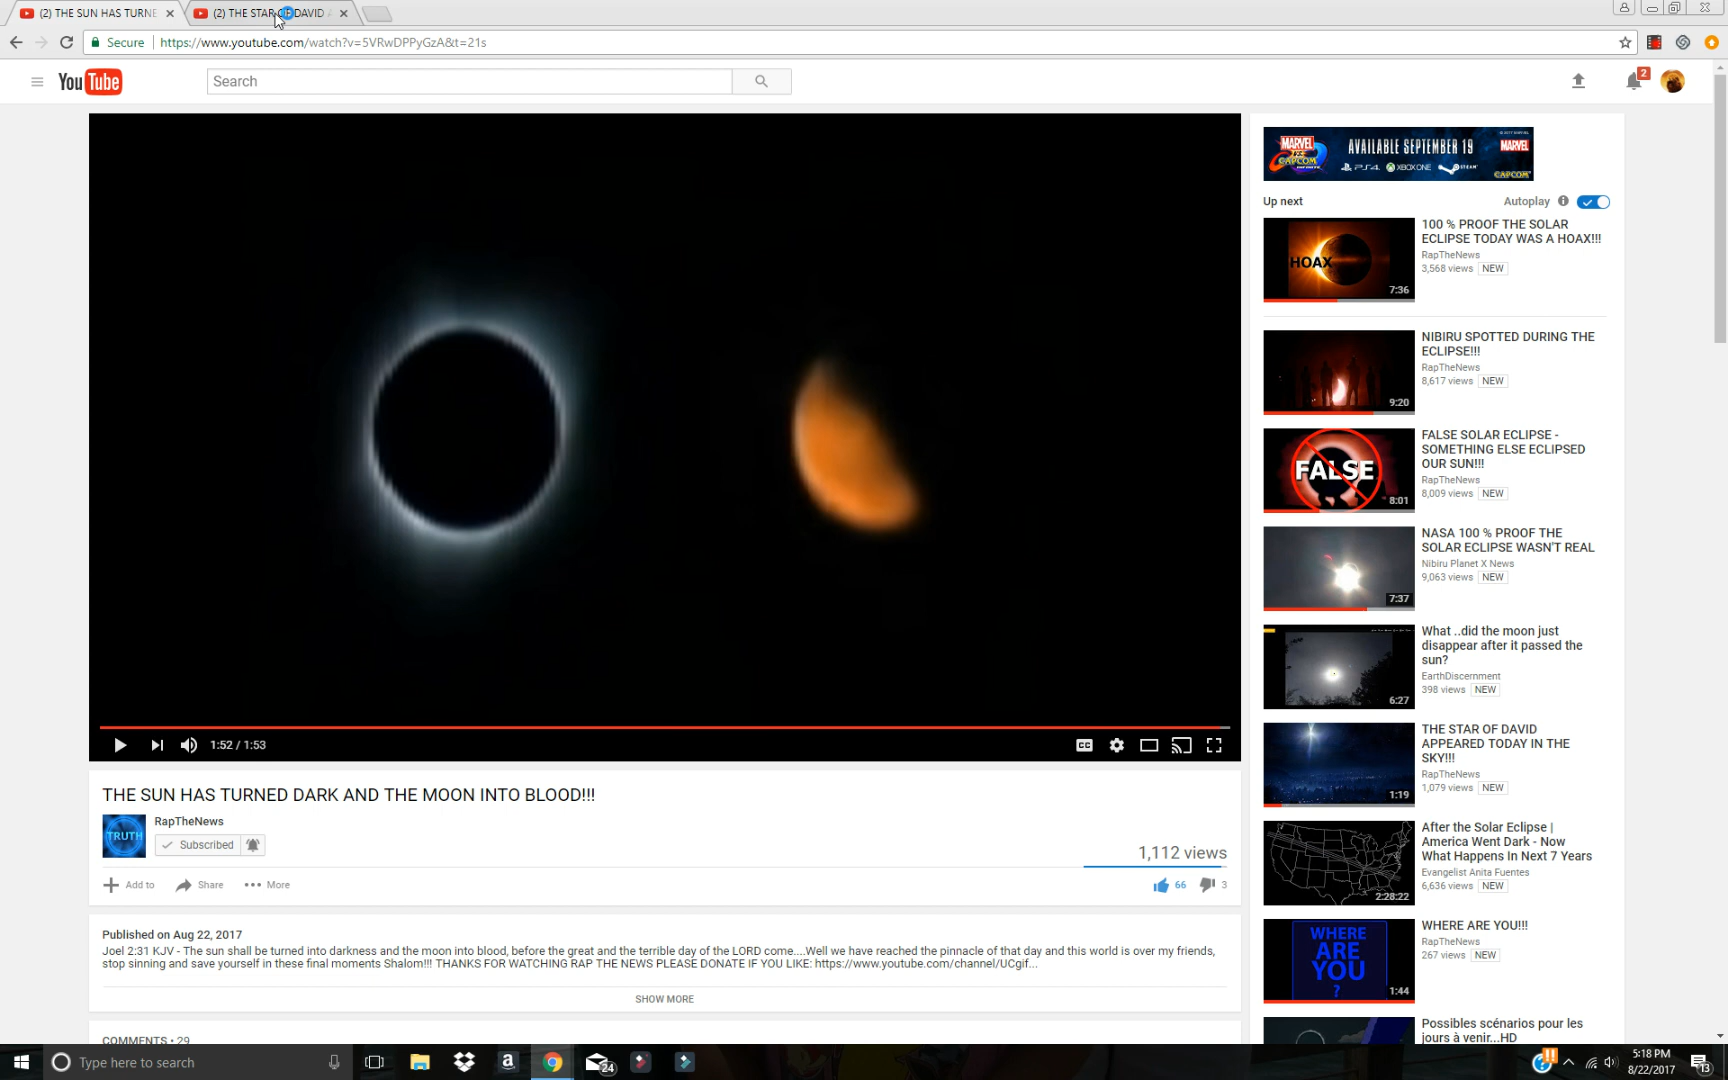 (2) THE SUN HAS TURNE
(2) THE STAR OF DAVID
Secure
https://www.youtube.com/watch?v=5VRwDPPyGzA&t=21s
YouTube
Search
2
MARVEL
AVAILABLE SEPTEMBER 19
MARVEL
PS4 XBOX ONE STEAM
CAPCOM
Up next
Autoplay
HOAX
7:36
100 % PROOF THE SOLAR
ECLIPSE TODAY WAS A HOAX!!!
RapTheNews
3,568 views NEW
9:20
NIBIRU SPOTTED DURING THE
ECLIPSE!!!
RapTheNews
8,617 views NEW
FALSE
8:01
FALSE SOLAR ECLIPSE -
SOMETHING ELSE ECLIPSED
OUR SUN!!!
RapTheNews
8,009 views NEW
7:37
NASA 100 % PROOF THE
SOLAR ECLIPSE WASN'T REAL
Nibiru Planet X News
9,063 views NEW
6:27
What ..did the moon just
disappear after it passed the
sun?
EarthDiscernment
398 views NEW
1:19
THE STAR OF DAVID
APPEARED TODAY IN THE
SKY!!!
RapTheNews
1,079 views NEW
2:28:22
After the Solar Eclipse |
America Went Dark - Now
What Happens In Next 7 Years
Evangelist Anita Fuentes
6,636 views NEW
WHERE
ARE
YOU
?
1:44
WHERE ARE YOU!!!
RapTheNews
267 views NEW
Possibles scénarios pour les
jours à venir...HD
1:52 / 1:53
CC
THE SUN HAS TURNED DARK AND THE MOON INTO BLOOD!!!
TRUTH
RapTheNews
Subscribed
1,112 views
Add to
Share
More
66
3
Published on Aug 22, 2017
Joel 2:31 KJV - The sun shall be turned into darkness and the moon into blood, before the great and the terrible day of the LORD come....Well we have reached the pinnacle of that day and this world is over my friends,
stop sinning and save yourself in these final moments Shalom!!! THANKS FOR WATCHING RAP THE NEWS PLEASE DONATE IF YOU LIKE: https://www.youtube.com/channel/UCgif...
SHOW MORE
COMMENTS • 29
Type here to search
a
24
5:18 PM
8/22/2017
13